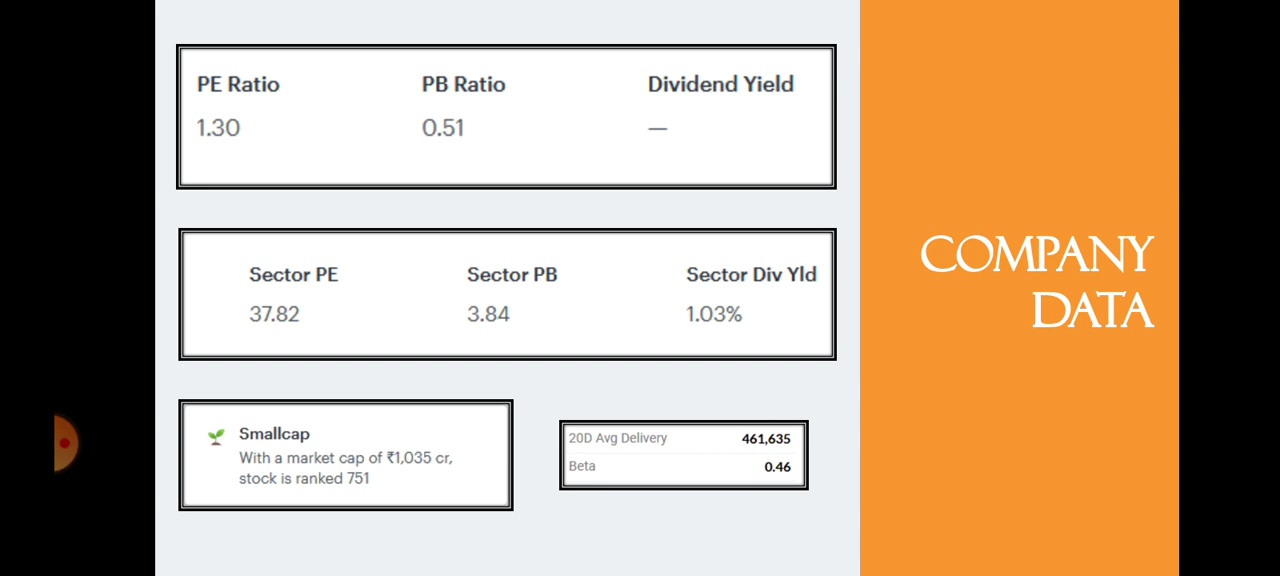 PE Ratio PB Ratio Dividend Yield
1.30 0.51 —
Sector PE Sector PB Sector Div Yld
37.82 3.84 1.03%
Smallcap
With a market cap of ₹1,035 cr,
stock is ranked 751
20D Avg Delivery 461,635
Beta 0.46
COMPANY
DATA